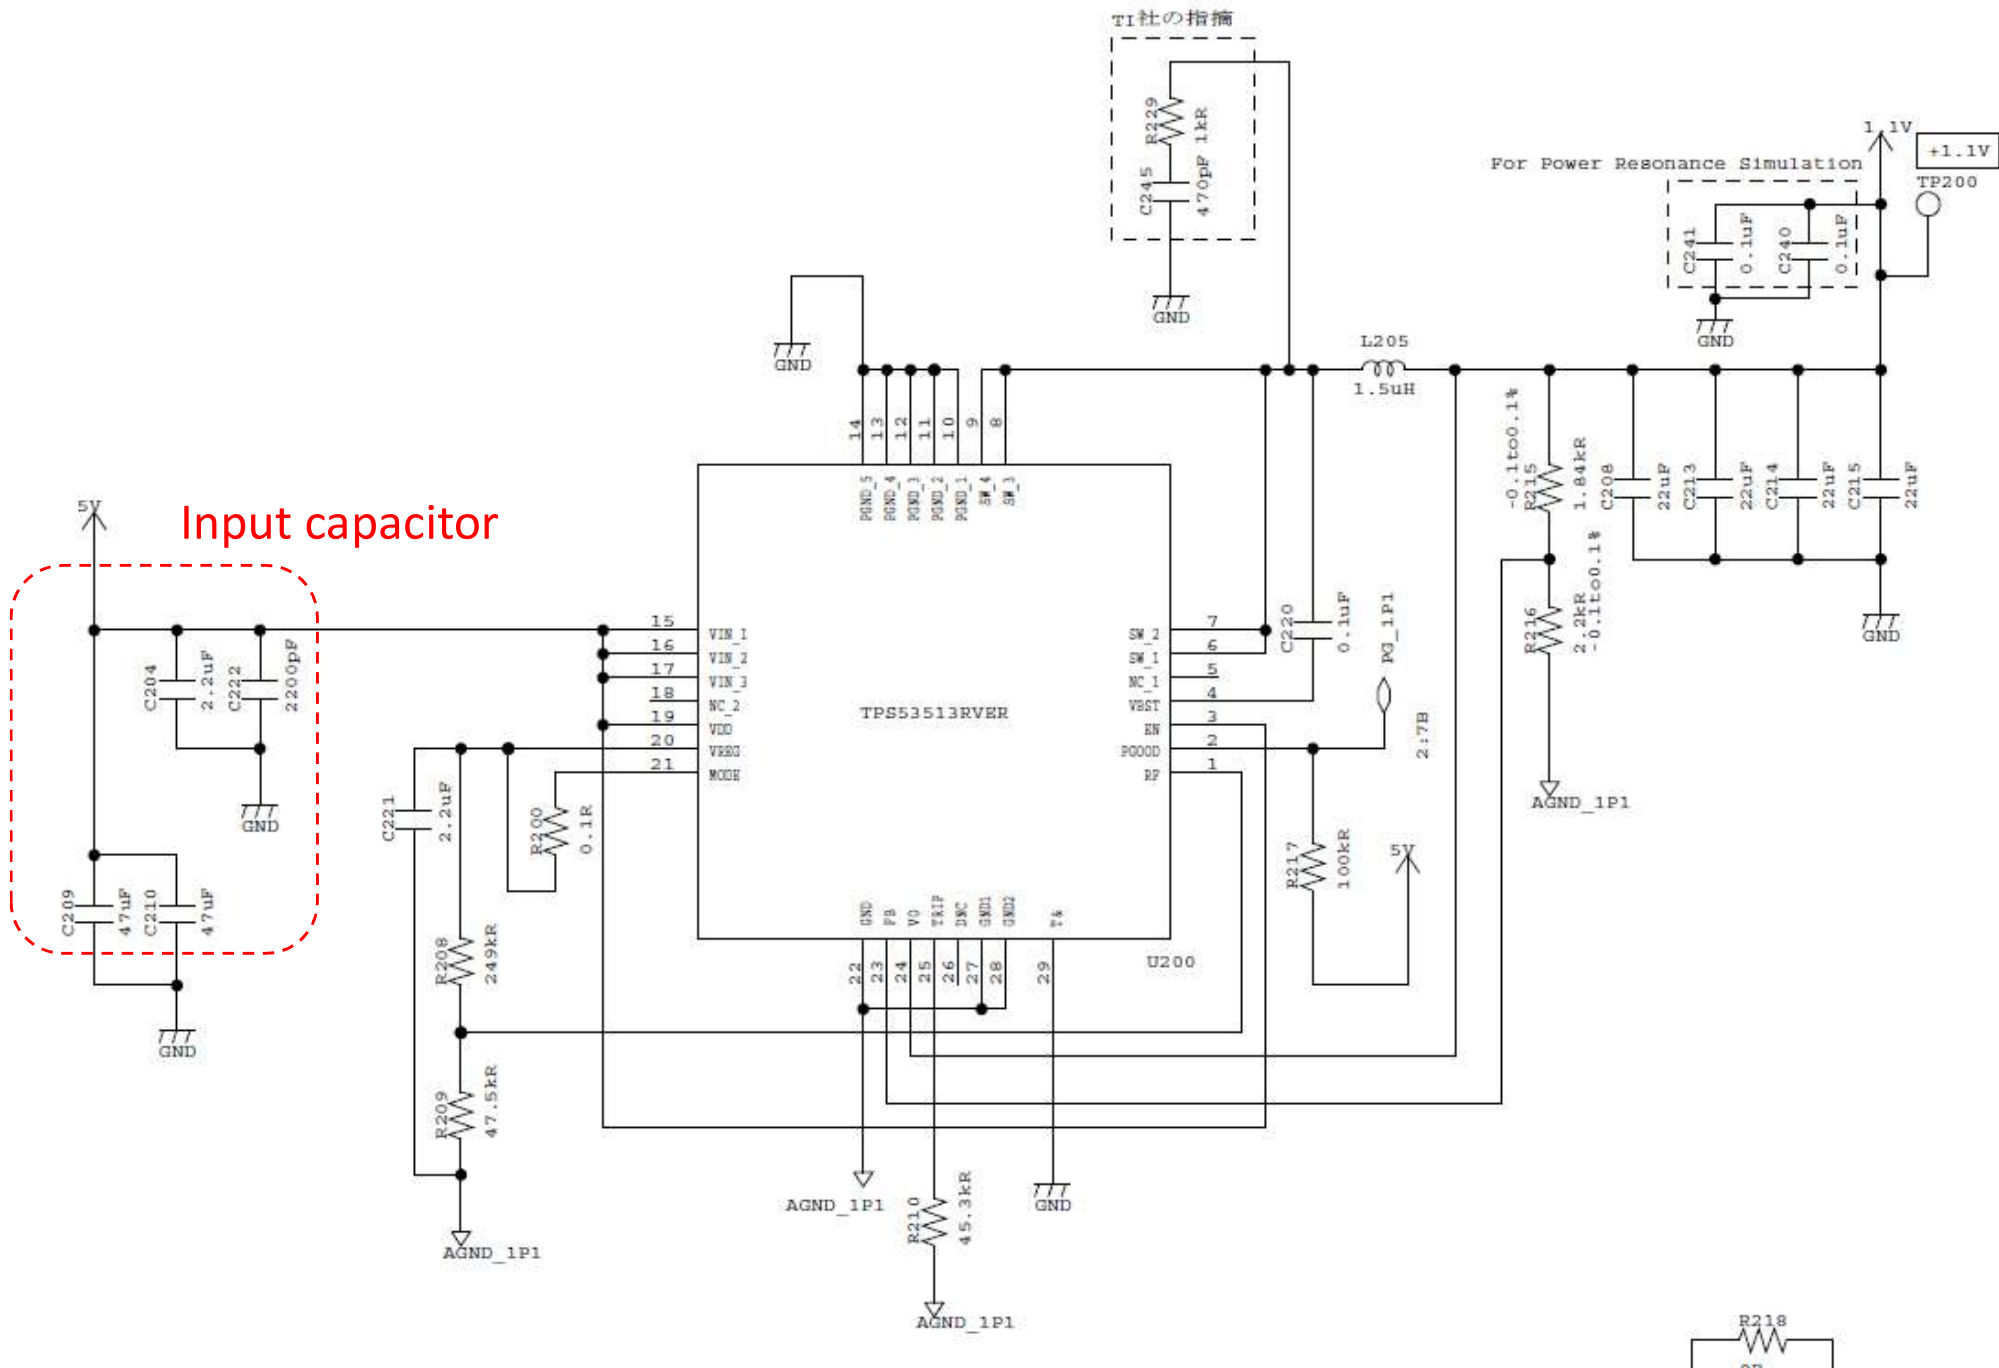 TI社の指摘
R229
1kR
C245
470pF
GND
For Power Resonance Simulation
1.1V
+1.1V
TP200
C241
0.1uF
C240
0.1uF
GND
GND
L205
1.5uH
14
13
12
11
10
9
8
PGND_5
PGND_4
PGND_3
PGND_2
PGND_1
SW_4
SW_3
-0.1to0.1%
R215
1.84kR
C208
22uF
C213
22uF
C214
22uF
C215
22uF
GND
R216
2.2kR
-0.1to0.1%
AGND_1P1
5V
Input capacitor
C204
2.2uF
C222
2200pF
GND
C209
47uF
C210
47uF
GND
15
16
17
18
19
20
21
VIN_1
VIN_2
VIN_3
NC_2
VDD
VREG
MODE
TPS53513RVER
SW_2
SW_1
NC_1
VBST
EN
PGOOD
RF
7
6
5
4
3
2
1
C220
0.1uF
PG_1P1
2:7B
R217
100kR
5V
C221
2.2uF
R200
0.1R
R208
249kR
R209
47.5kR
AGND_1P1
GND
FB
VO
TRIP
DNC
GND1
GND2
T&
22
23
24
25
26
27
28
29
U200
AGND_1P1
R210
45.3kR
AGND_1P1
GND
R218